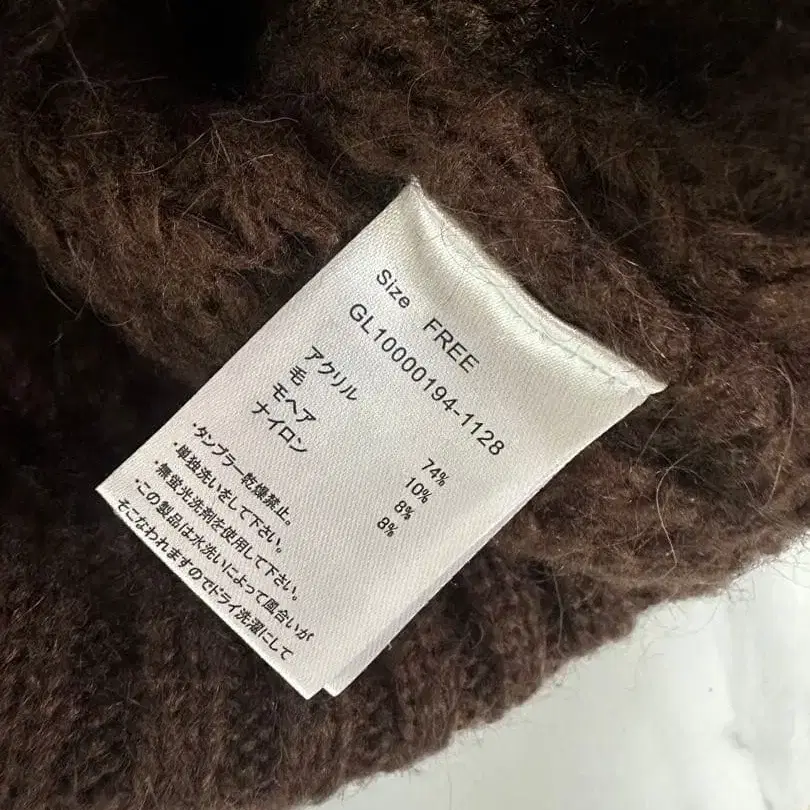 Size FREE
GL10000194-1128
アクリル 74%
毛 10%
モヘア 8%
ナイロン 8%
・タンブラー乾燥禁止。
・単独洗いをして下さい。
・無蛍光洗剤を使用して下さい。
・この製品は水洗いによって風合いが
そこなわれますのでドライ洗濯にして